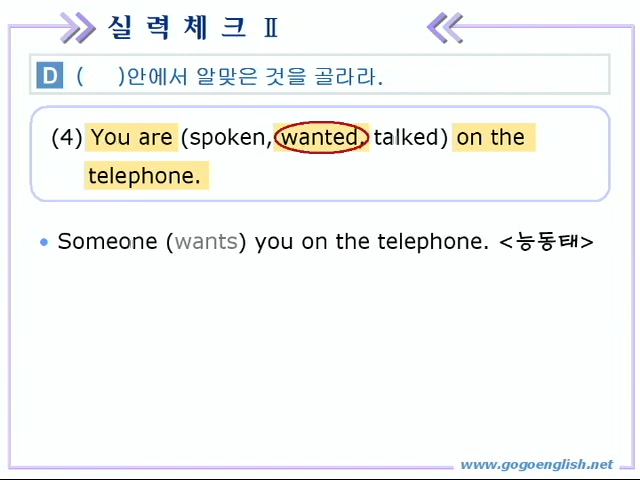 실 력 체 크 Ⅱ
D (    )안에서 알맞은 것을 골라라.
(4) You are (spoken, wanted, talked) on the
telephone.
• Someone (wants) you on the telephone. <능동태>
www.gogoenglish.net